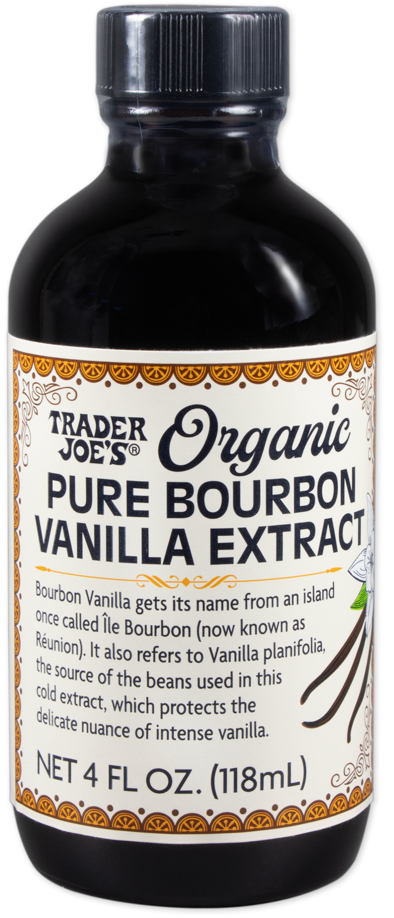 TRADER JOE'S® Organic
PURE BOURBON
VANILLA EXTRACT
Bourbon Vanilla gets its name from an island
once called Île Bourbon (now known as
Réunion). It also refers to Vanilla planifolia,
the source of the beans used in this
cold extract, which protects the
delicate nuance of intense vanilla.
NET 4 FL OZ. (118mL)